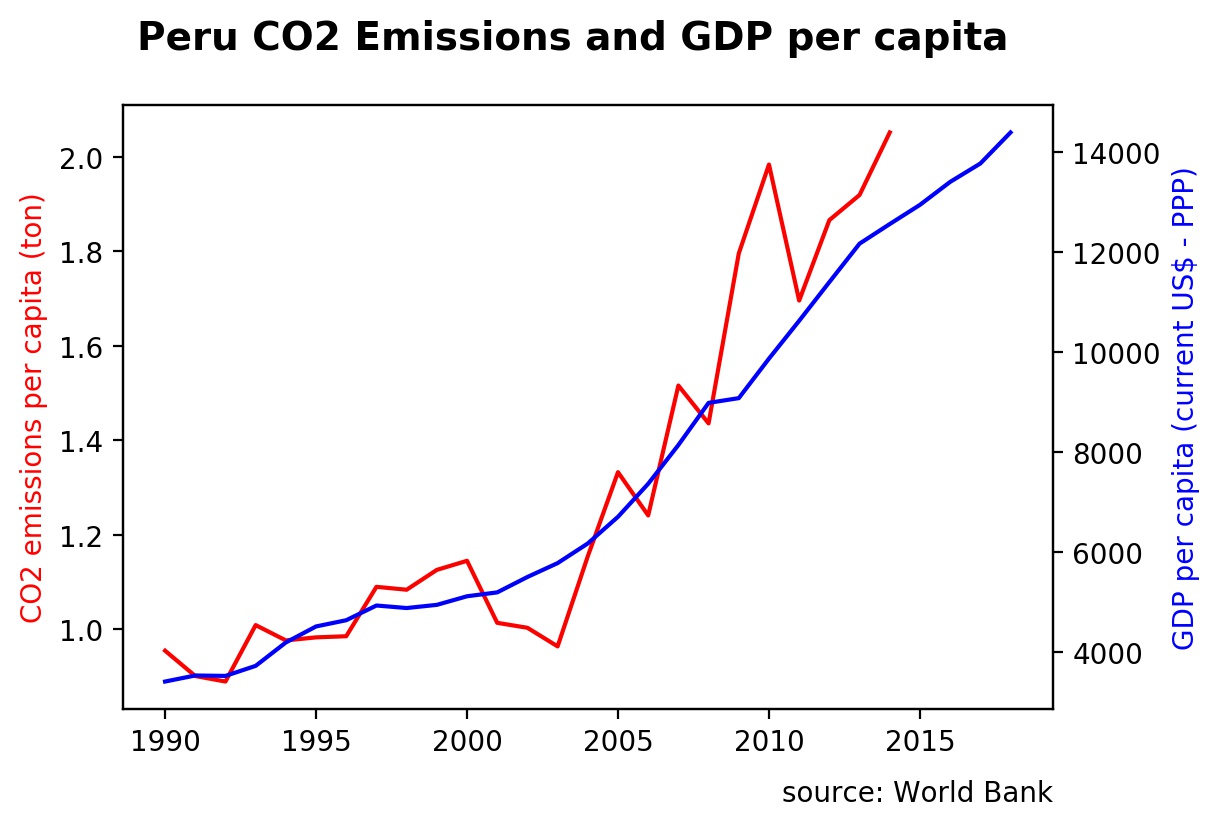 Peru CO2 Emissions and GDP per capita
CO2 emissions per capita (ton)
2.0
1.8
1.6
1.4
1.2
1.0
14000
12000
10000
8000
6000
4000
GDP per capita (current US$ - PPP)
1990 1995 2000 2005 2010 2015
source: World Bank